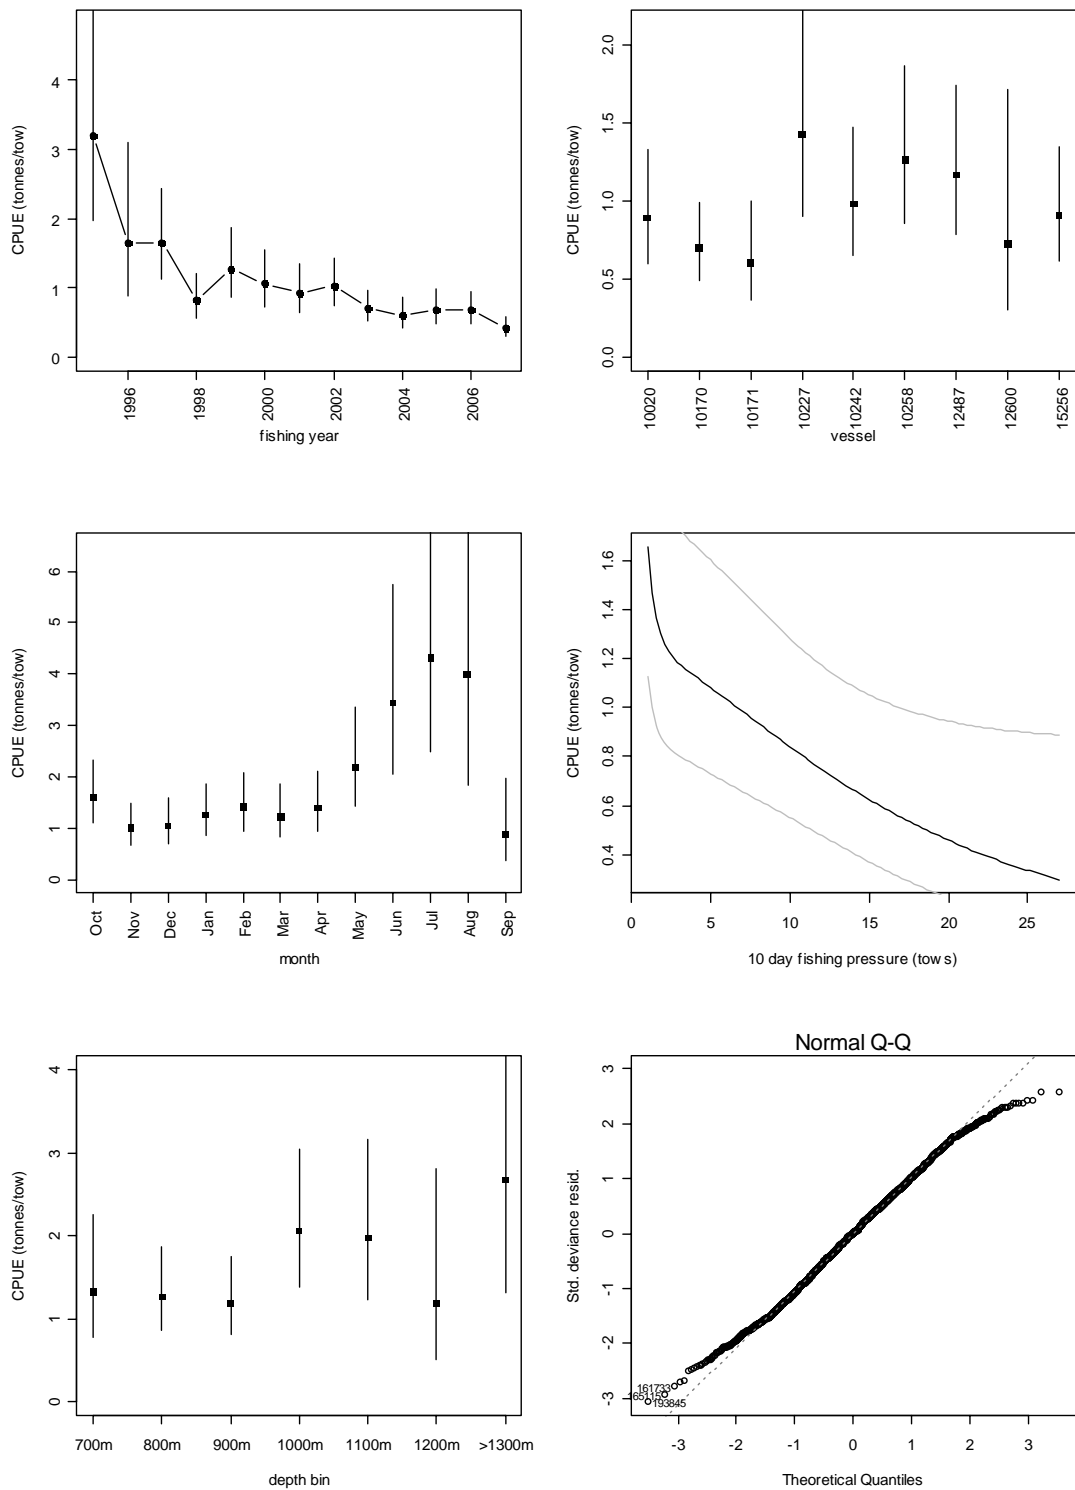 CPUE (tonnes/tow)
4
3
2
1
0
1996 1998 2000 2002 2004 2006
fishing year
CPUE (tonnes/tow)
2.0
1.5
1.0
0.5
0.0
10020 10170 10171 10227 10242 10258 12487 12600 15256
vessel
CPUE (tonnes/tow)
6
5
4
3
2
1
0
Oct Nov Dec Jan Feb Mar Apr May Jun Jul Aug Sep
month
CPUE (tonnes/tow)
1.6
1.4
1.2
1.0
0.8
0.6
0.4
0 5 10 15 20 25
10 day fishing pressure (tows)
CPUE (tonnes/tow)
4
3
2
1
0
700m 800m 900m 1000m 1100m 1200m >1300m
depth bin
Normal Q-Q
Std. deviance resid.
3
2
1
0
-1
-2
-3
161733
193845
-3 -2 -1 0 1 2 3
Theoretical Quantiles